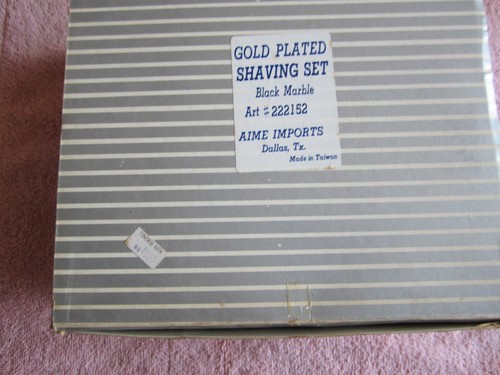 GOLD PLATED
SHAVING SET
Black Marble
Art # 222152
AIME IMPORTS
Dallas, Tx.
Made in Taiwan